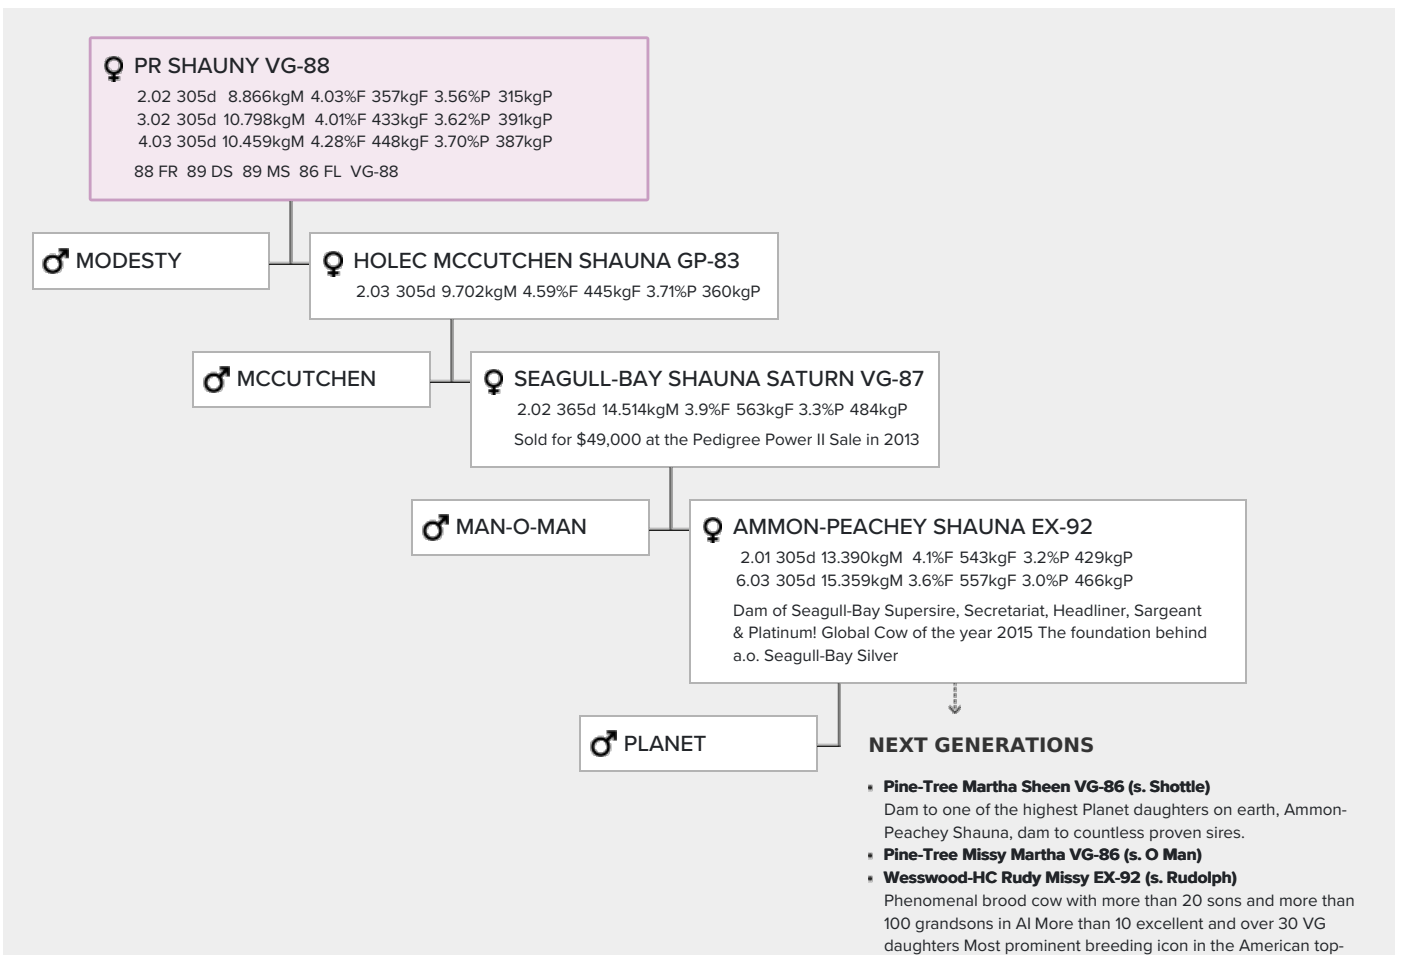 PR SHAUNY VG-88
2.02 305d 8.866kgM 4.03%F 357kgF 3.56%P 315kgP
3.02 305d 10.798kgM 4.01%F 433kgF 3.62%P 391kgP
4.03 305d 10.459kgM 4.28%F 448kgF 3.70%P 387kgP
88 FR 89 DS 89 MS 86 FL VG-88
MODESTY
HOLEC MCCUTCHEN SHAUNA GP-83
2.03 305d 9.702kgM 4.59%F 445kgF 3.71%P 360kgP
MCCUTCHEN
SEAGULL-BAY SHAUNA SATURN VG-87
2.02 365d 14.514kgM 3.9%F 563kgF 3.3%P 484kgP
Sold for $49,000 at the Pedigree Power II Sale in 2013
MAN-O-MAN
AMMON-PEACHEY SHAUNA EX-92
2.01 305d 13.390kgM 4.1%F 543kgF 3.2%P 429kgP
6.03 305d 15.359kgM 3.6%F 557kgF 3.0%P 466kgP
Dam of Seagull-Bay Supersire, Secretariat, Headliner, Sargeant
& Platinum! Global Cow of the year 2015 The foundation behind
a.o. Seagull-Bay Silver
PLANET
NEXT GENERATIONS
Pine-Tree Martha Sheen VG-86 (s. Shottle)
Dam to one of the highest Planet daughters on earth, Ammon-
Peachey Shauna, dam to countless proven sires.
Pine-Tree Missy Martha VG-86 (s. O Man)
Wesswood-HC Rudy Missy EX-92 (s. Rudolph)
Phenomenal brood cow with more than 20 sons and more than
100 grandsons in AI More than 10 excellent and over 30 VG
daughters Most prominent breeding icon in the American top-